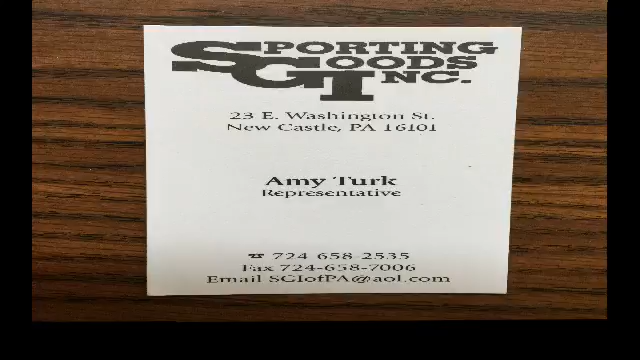 SPORTING
GOODS
INC.
23 E. Washington St.
New Castle, PA 16101
Amy Turk
Representative
☎ 724-658-2535
Fax 724-658-7006
Email SGIofPA@aol.com